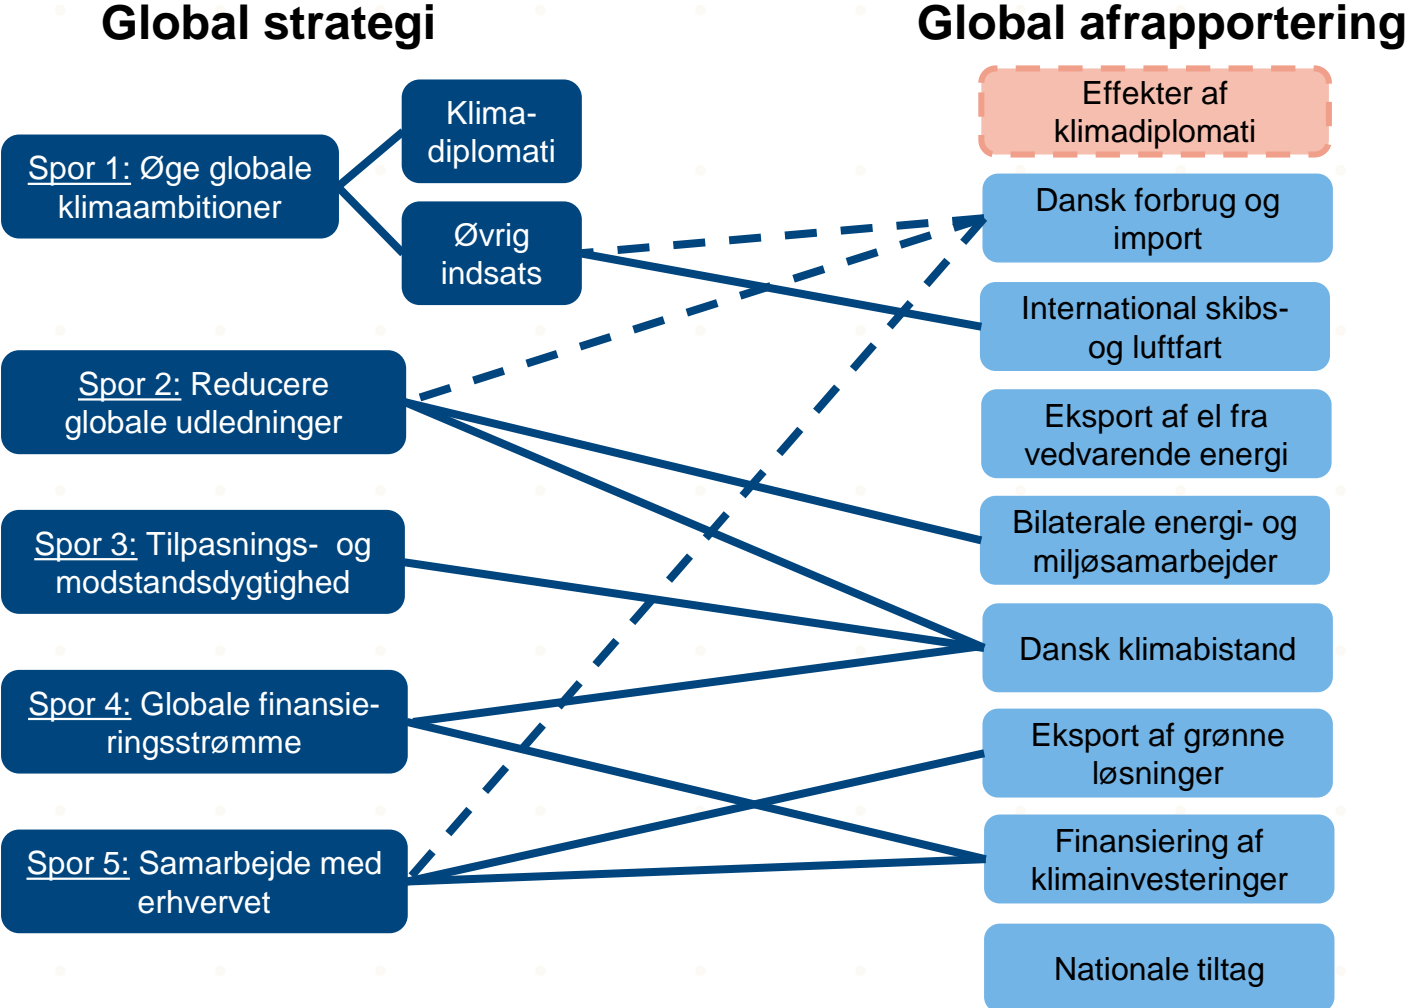 Global strategi
Global afrapportering
Spor 1: Øge globale
klimaambitioner
Klima-
diplomati
Øvrig
indsats
Spor 2: Reducere
globale udledninger
Spor 3: Tilpasnings-  og
modstandsdygtighed
Spor 4: Globale finansie-
ringsstrømme
Spor 5: Samarbejde med
erhvervet
Effekter af
klimadiplomati
Dansk forbrug og
import
International skibs-
og luftfart
Eksport af el fra
vedvarende energi
Bilaterale energi- og
miljøsamarbejder
Dansk klimabistand
Eksport af grønne
løsninger
Finansiering af
klimainvesteringer
Nationale tiltag